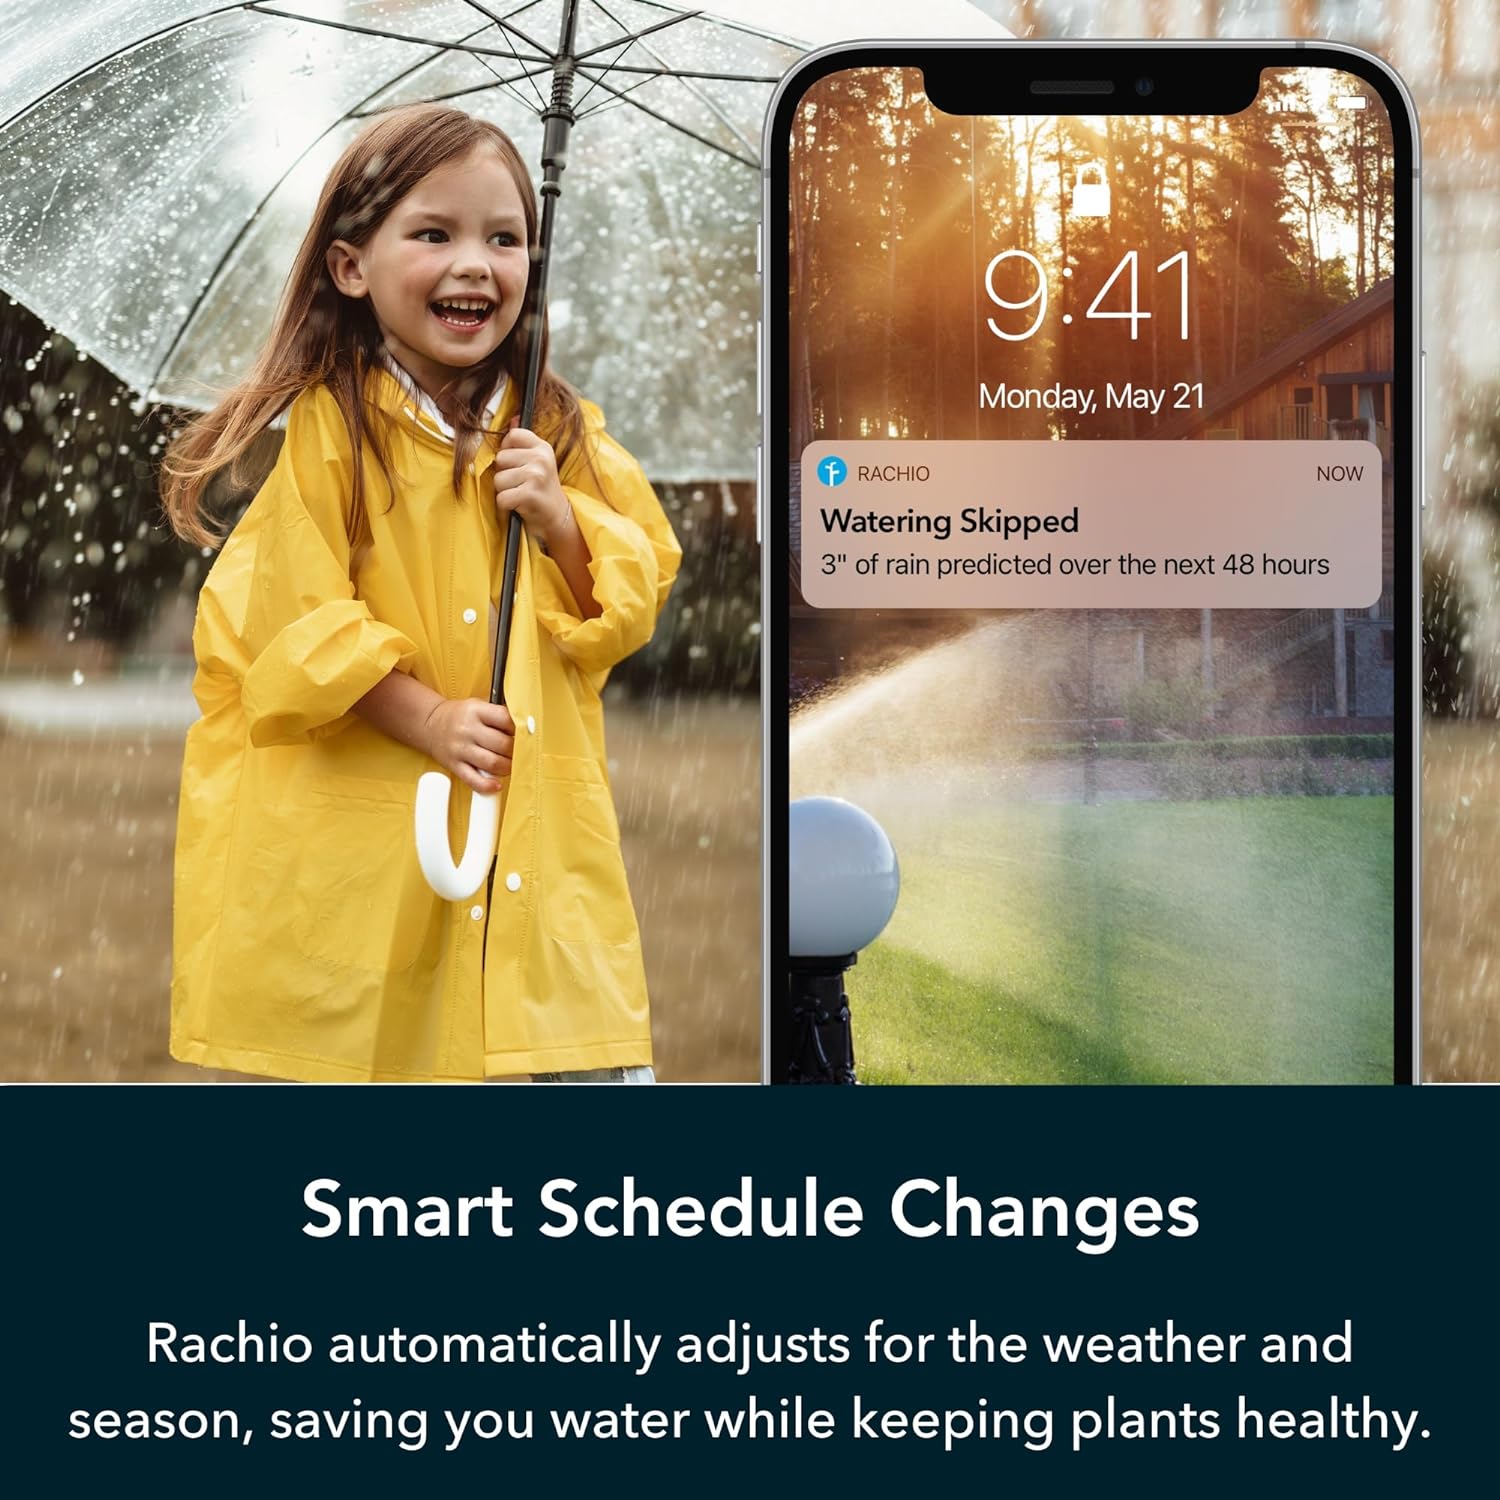 9:41
Monday, May 21
RACHIO NOW
Watering Skipped
3" of rain predicted over the next 48 hours
Smart Schedule Changes
Rachio automatically adjusts for the weather and
season, saving you water while keeping plants healthy.